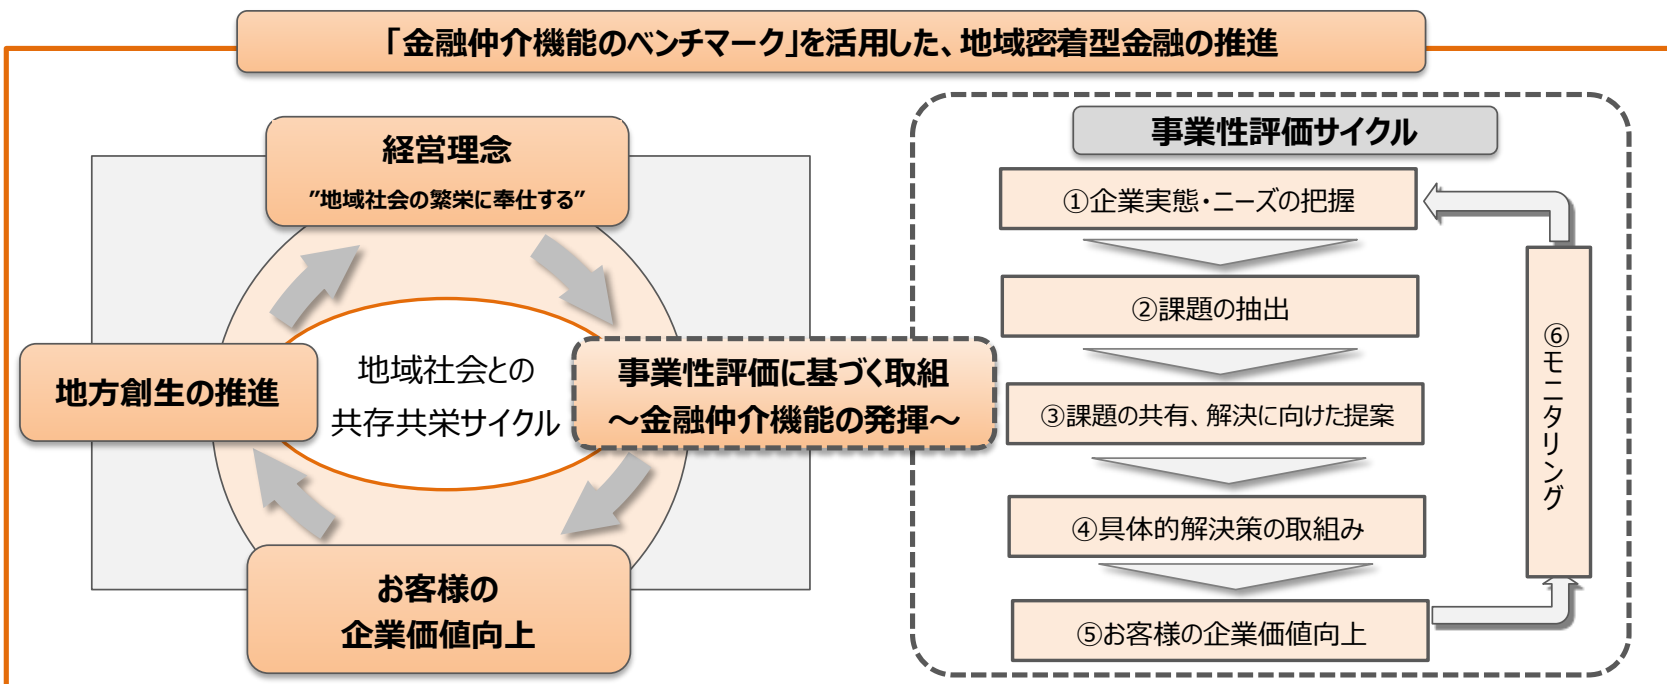 「金融仲介機能のベンチマーク」を活用した、地域密着型金融の推進
経営理念
”地域社会の繁栄に奉仕する”
地方創生の推進
地域社会との
共存共栄サイクル
事業性評価に基づく取組
～金融仲介機能の発揮～
お客様の
企業価値向上
事業性評価サイクル
①企業実態・ニーズの把握
②課題の抽出
③課題の共有、解決に向けた提案
④具体的解決策の取組み
⑤お客様の企業価値向上
⑥モニタリング